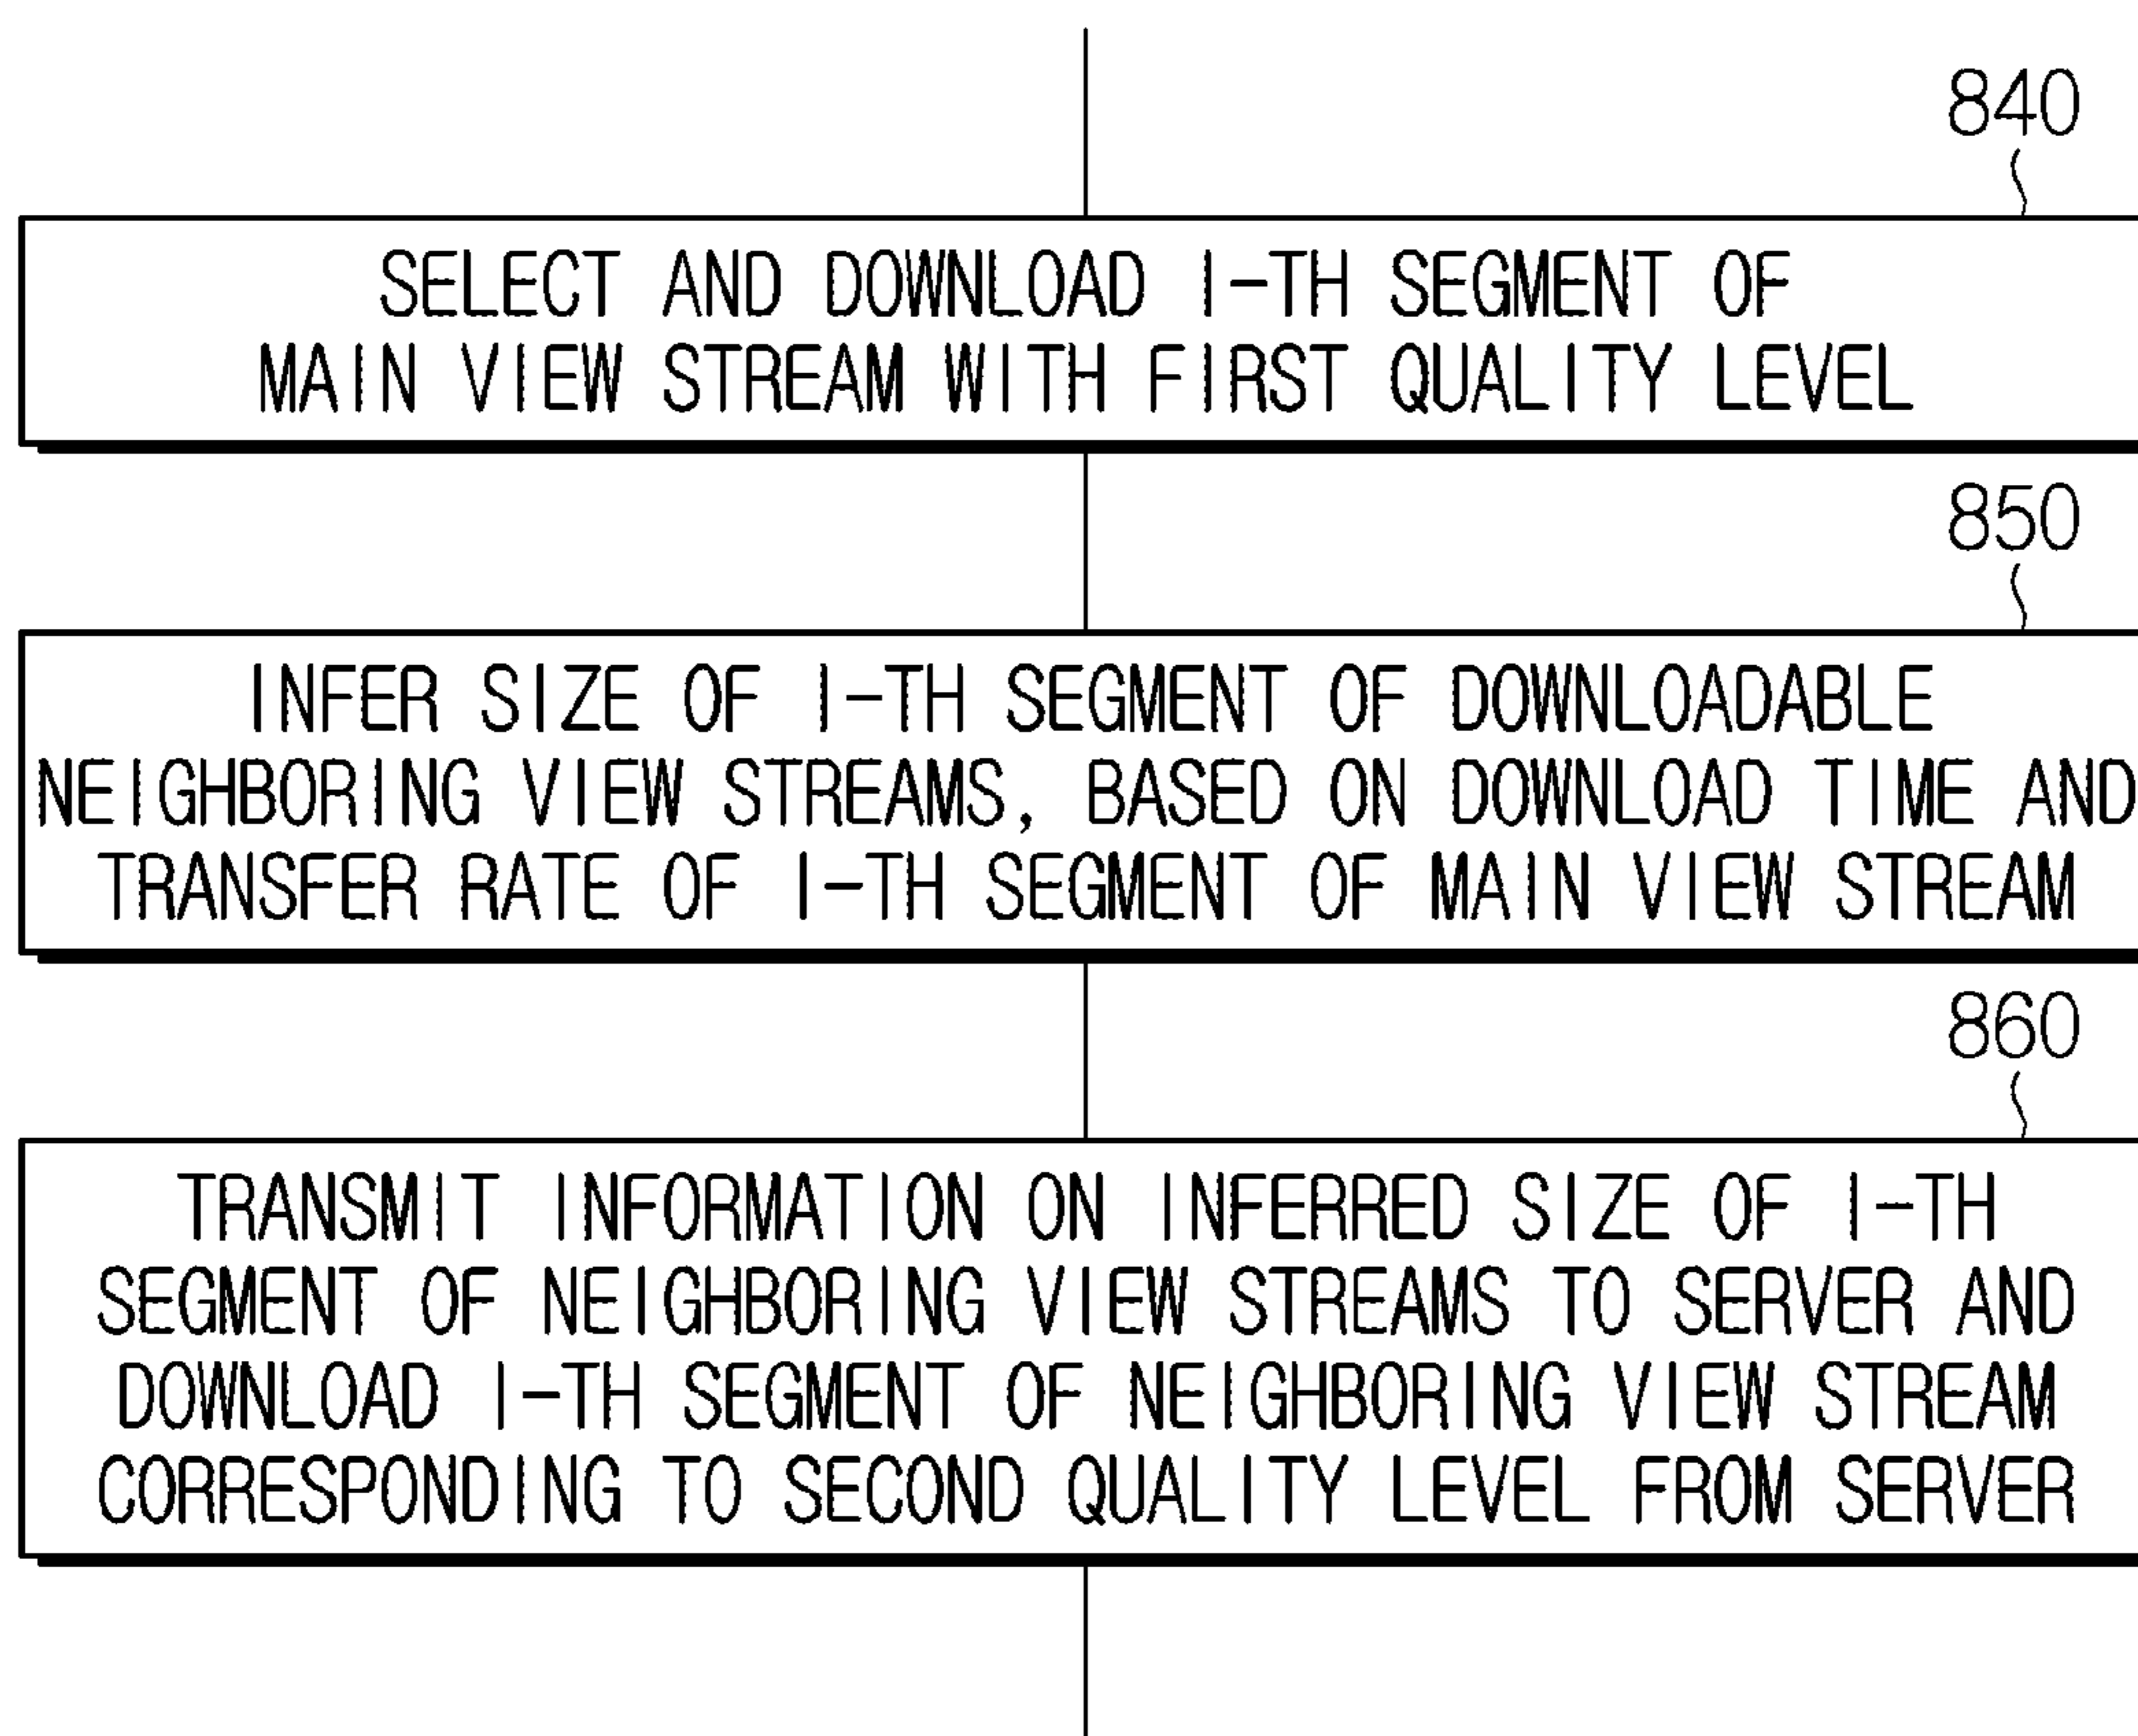 840
SELECT AND DOWNLOAD I-TH SEGMENT OF
MAIN VIEW STREAM WITH FIRST QUALITY LEVEL
850
INFER SIZE OF I-TH SEGMENT OF DOWNLOADABLE
NEIGHBORING VIEW STREAMS, BASED ON DOWNLOAD TIME AND
TRANSFER RATE OF I-TH SEGMENT OF MAIN VIEW STREAM
860
TRANSMIT INFORMATION ON INFERRED SIZE OF I-TH
SEGMENT OF NEIGHBORING VIEW STREAMS TO SERVER AND
DOWNLOAD I-TH SEGMENT OF NEIGHBORING VIEW STREAM
CORRESPONDING TO SECOND QUALITY LEVEL FROM SERVER